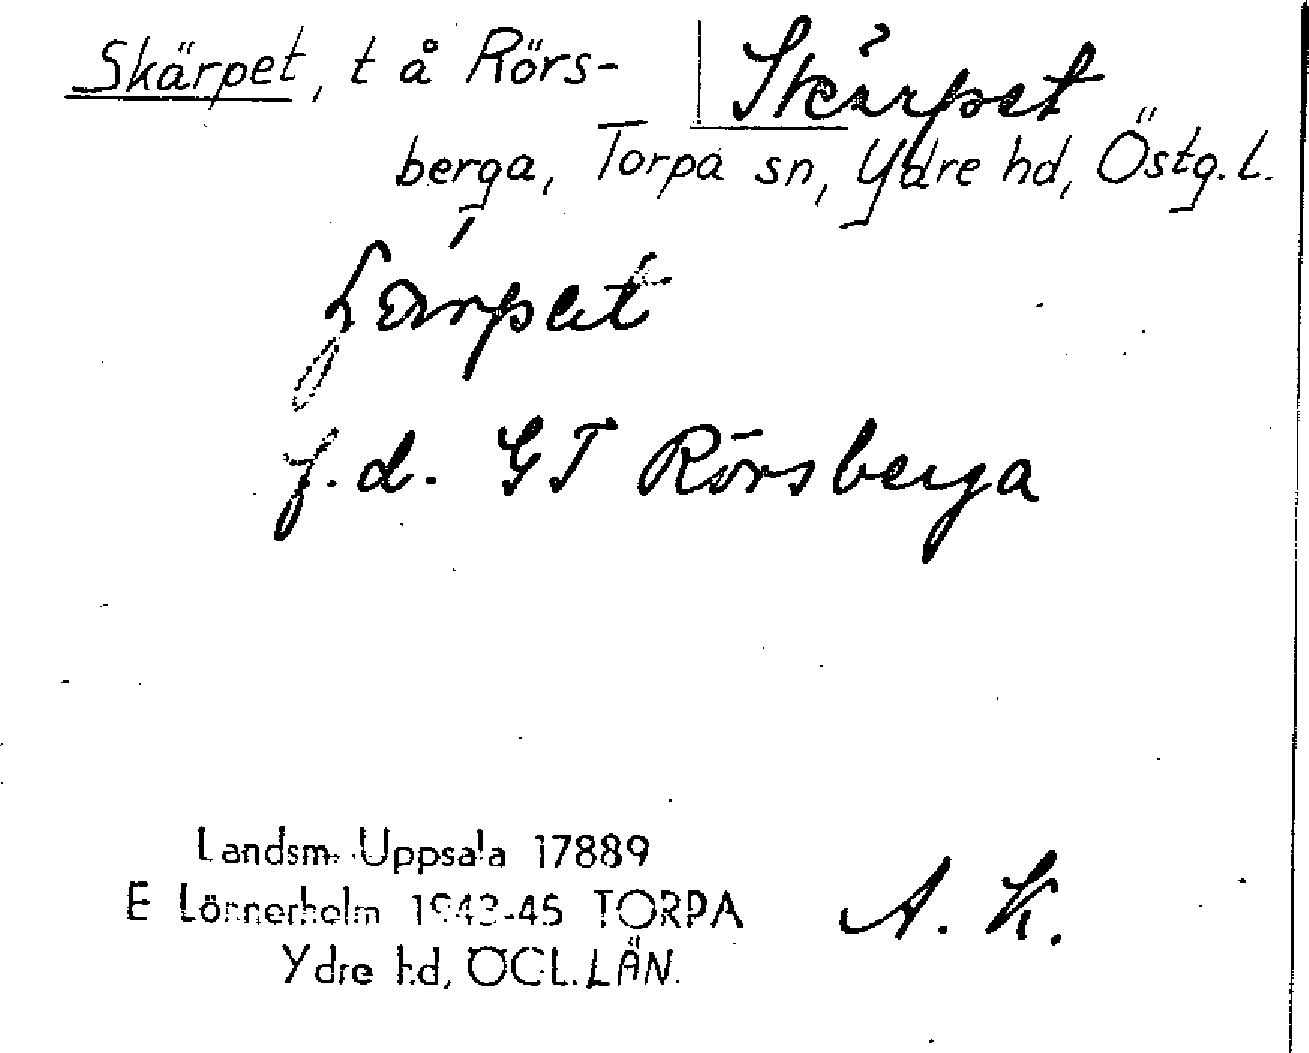 Skärpet, t å Rörs-
berga, Torpa sn, Ydre hd, Östg. L.
Skärpet
f.d. GT Rörsberga
Landsm. Uppsala 17889
E Lönnerholm 1943-45 TORPA
Ydre hd, ÖGL. LÄN.
A. K.